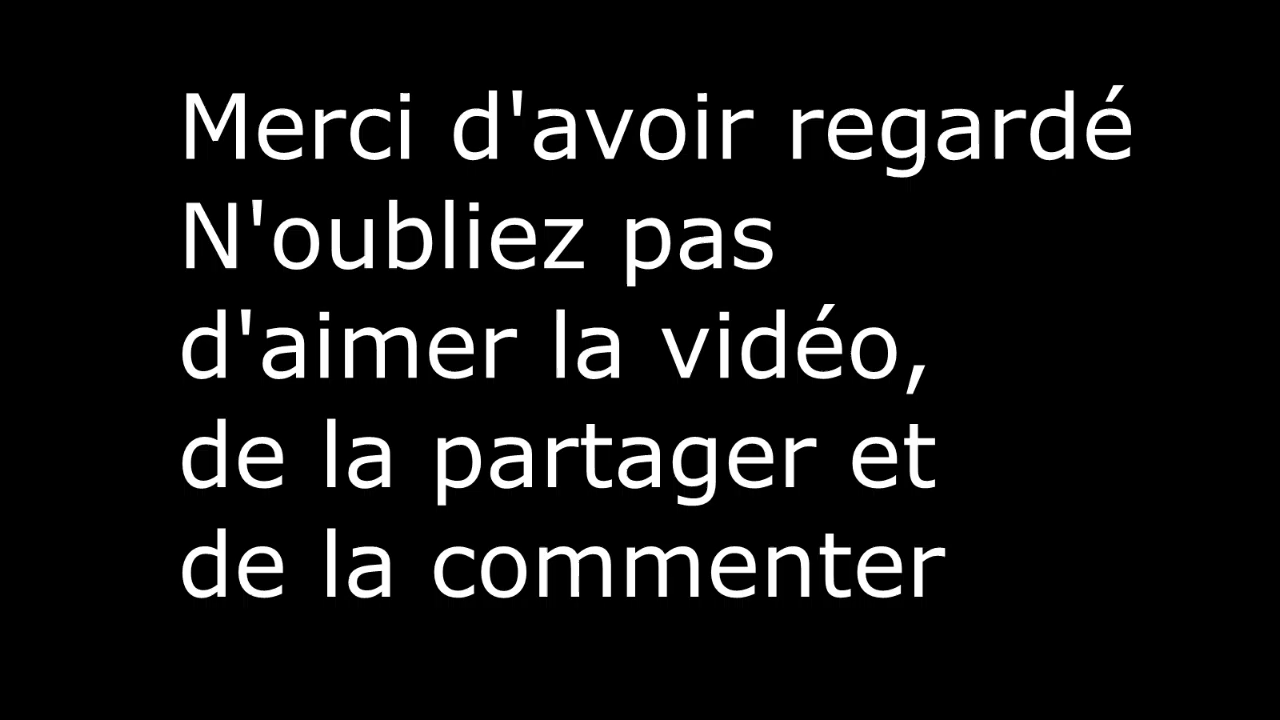 Merci d'avoir regardé
N'oubliez pas
d'aimer la vidéo,
de la partager et
de la commenter